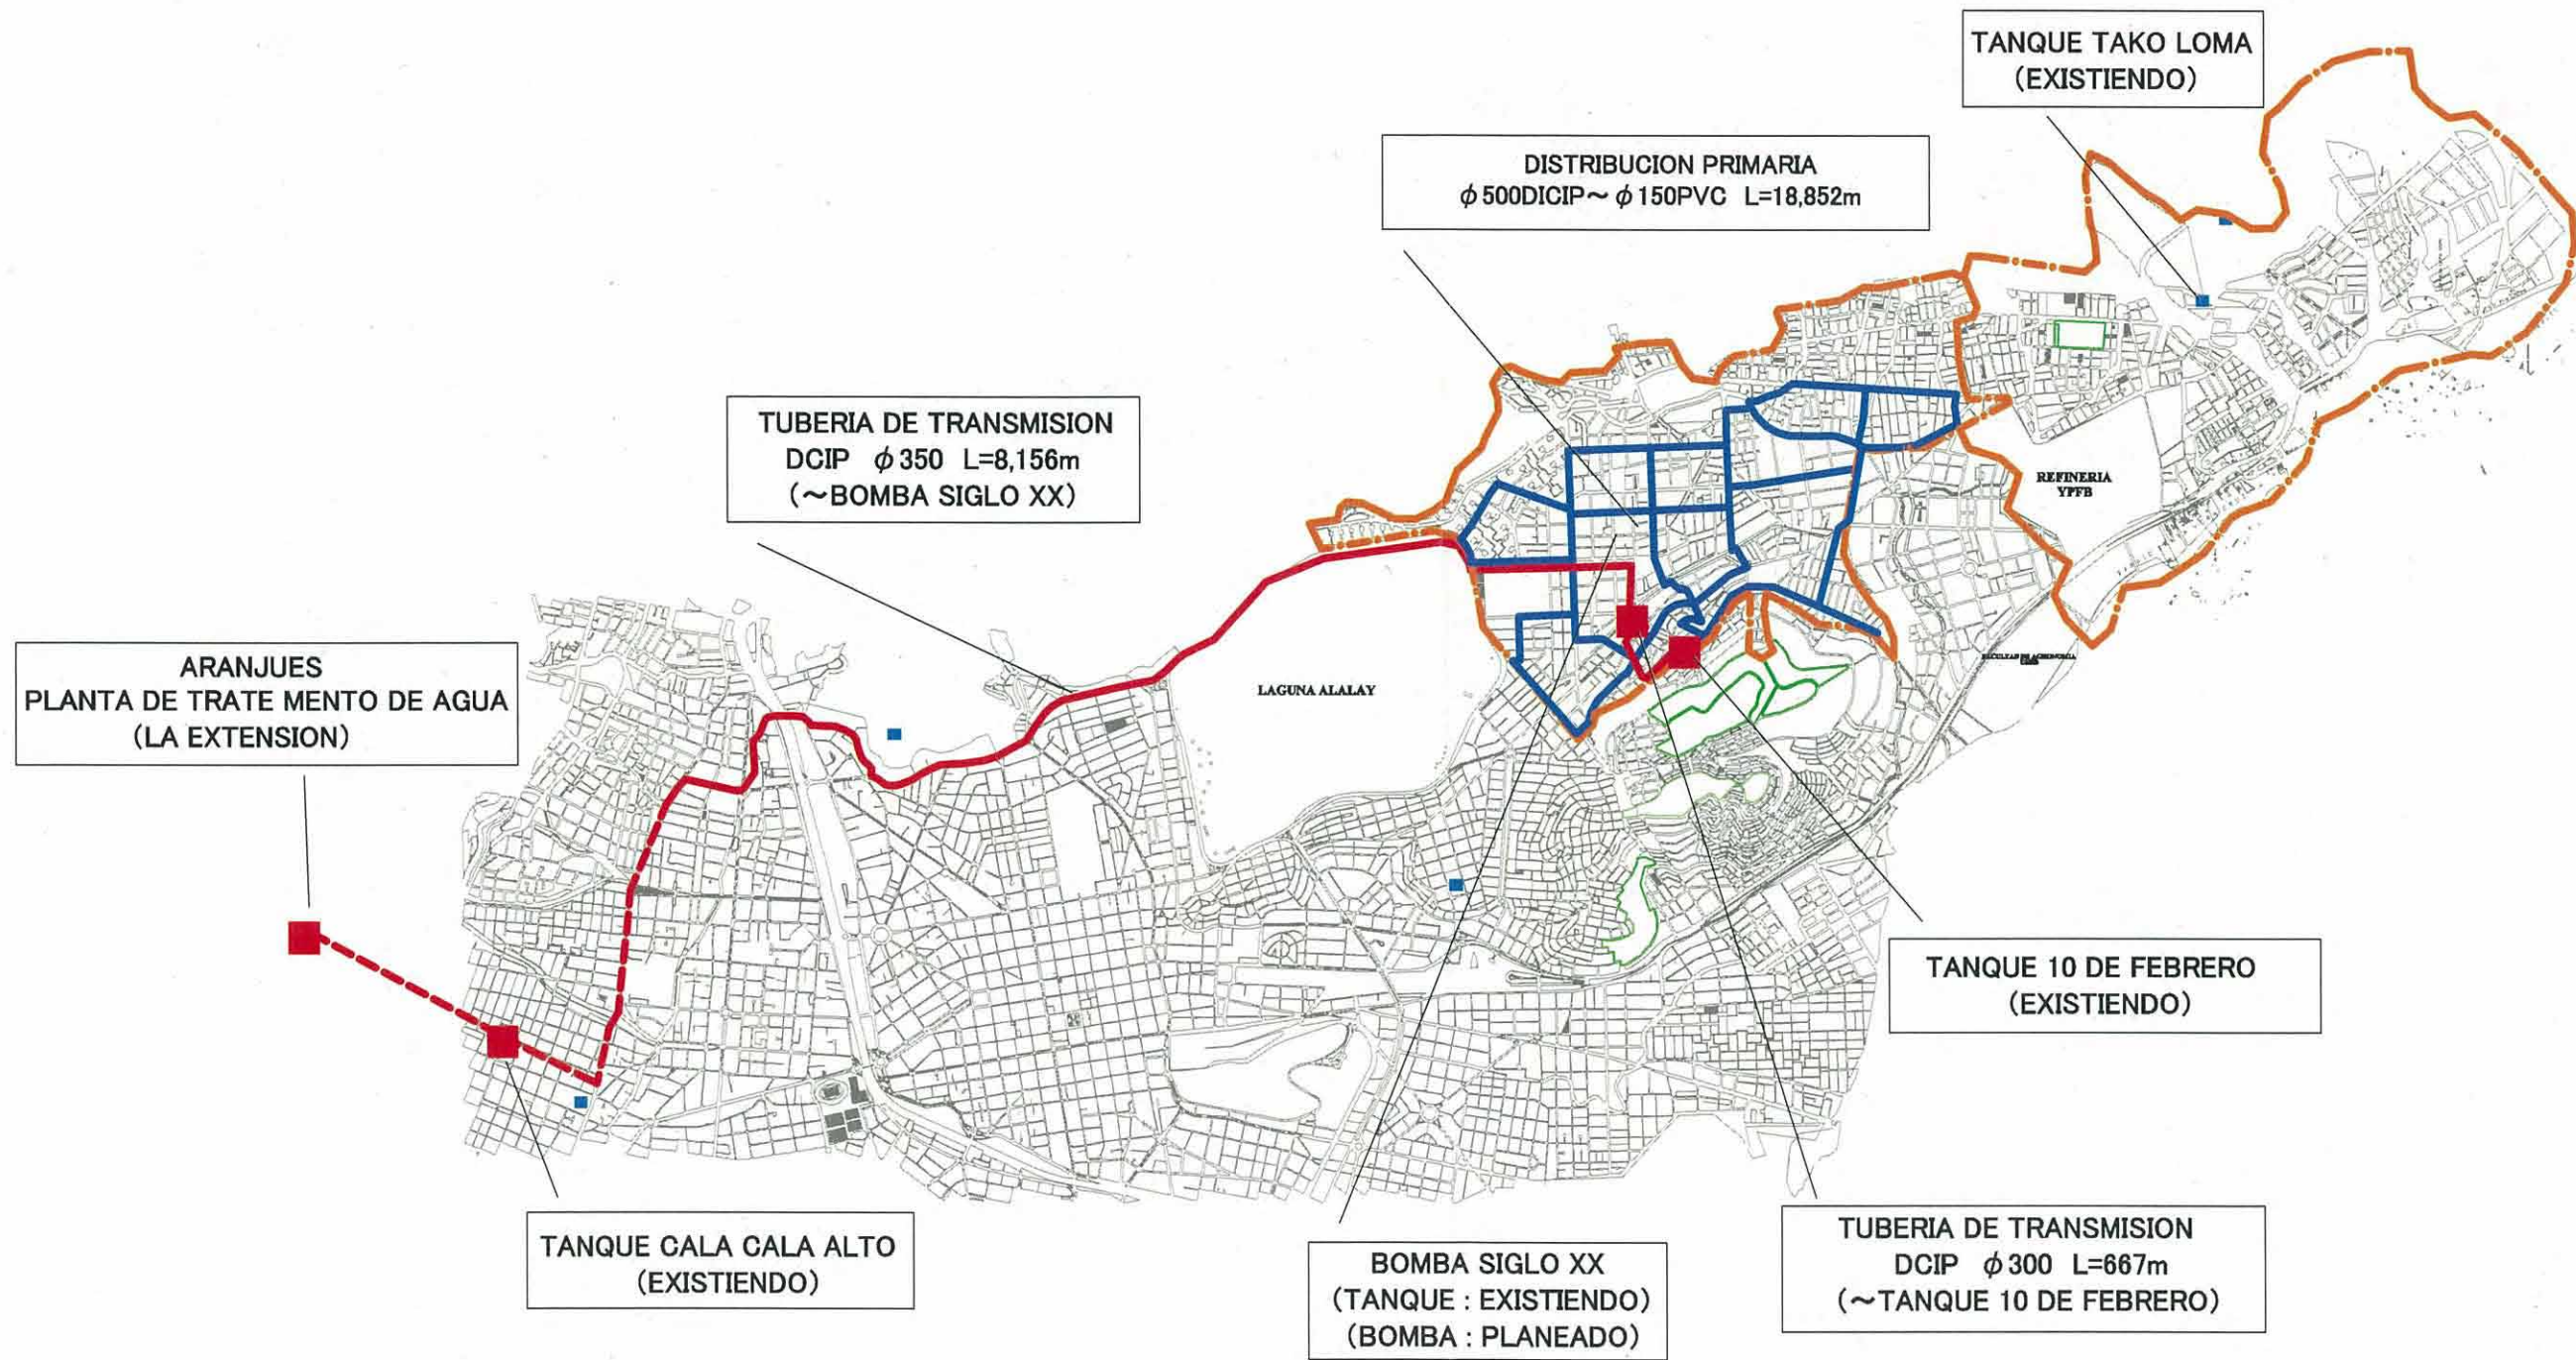 TANQUE TAKO LOMA
(EXISTIENDO)
DISTRIBUCION PRIMARIA
φ500DICIP~φ150PVC L=18,852m
TUBERIA DE TRANSMISION
DCIP φ350 L=8,156m
(~BOMBA SIGLO XX)
REFINERIA
YPFB
ARANJUES
PLANTA DE TRATE MENTO DE AGUA
(LA EXTENSION)
LAGUNA ALALAY
FACULTAD DE AGRONOMIA
TANQUE 10 DE FEBRERO
(EXISTIENDO)
TANQUE CALA CALA ALTO
(EXISTIENDO)
BOMBA SIGLO XX
(TANQUE : EXISTIENDO)
(BOMBA : PLANEADO)
TUBERIA DE TRANSMISION
DCIP φ300 L=667m
(~TANQUE 10 DE FEBRERO)